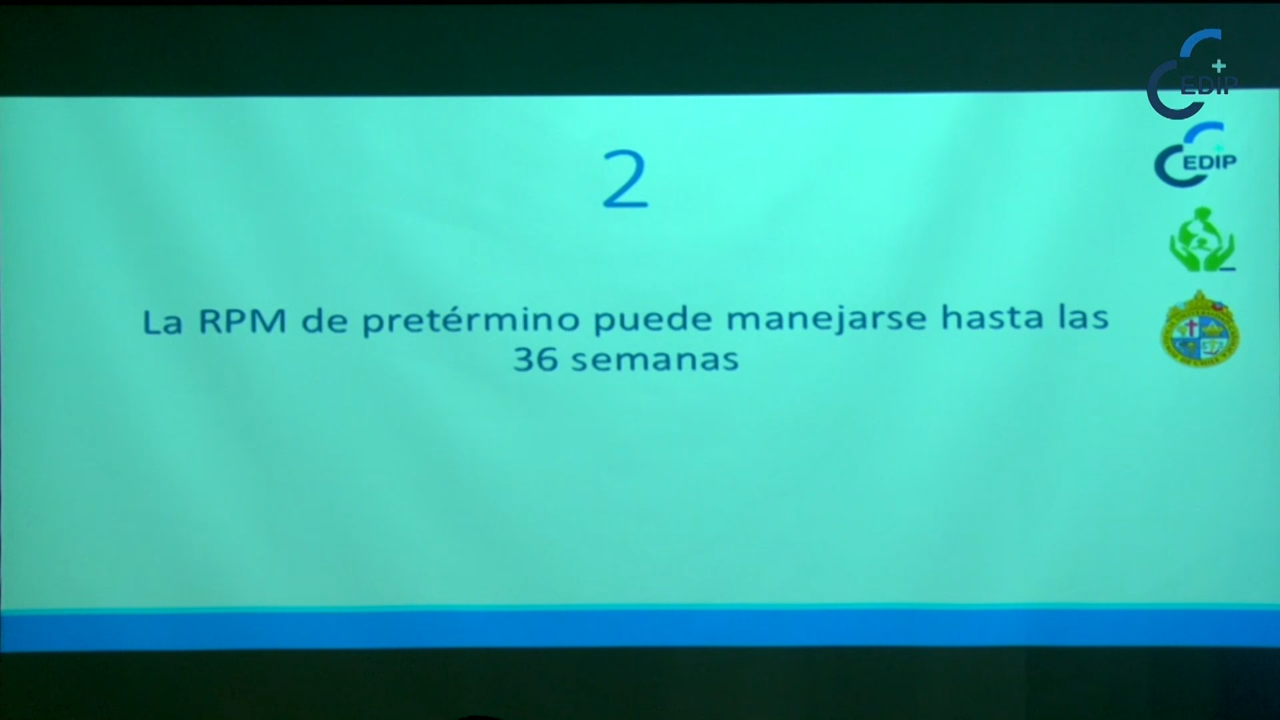 CEDIP
CEDIP
2
La RPM de pretérmino puede manejarse hasta las
36 semanas